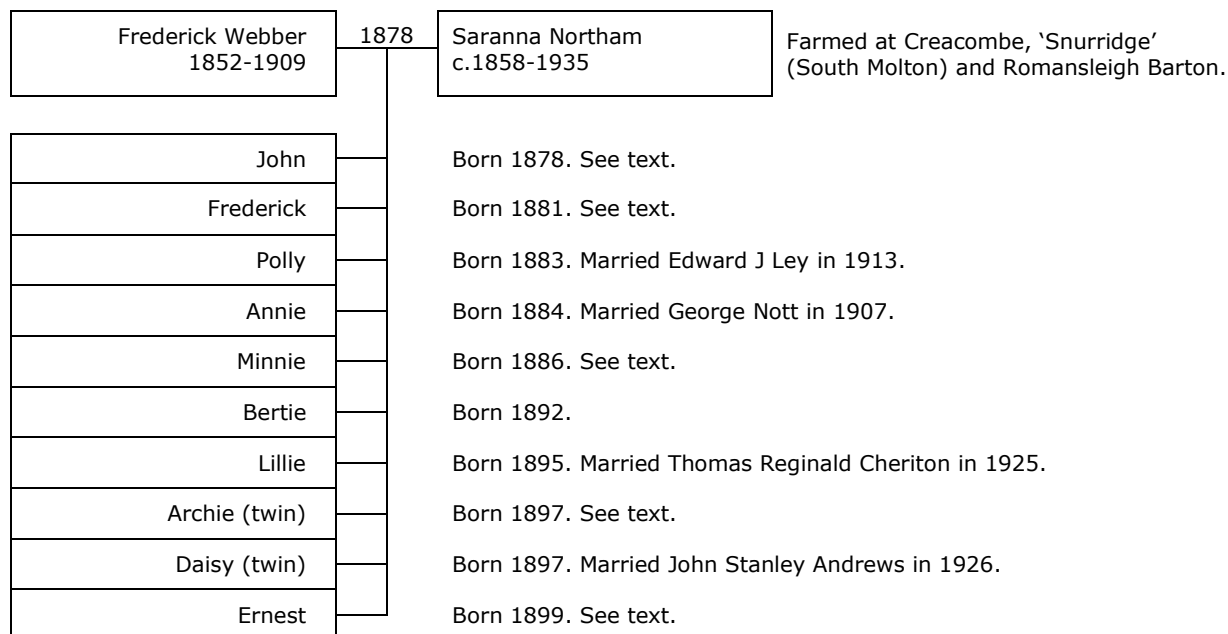 Frederick Webber
1852-1909
1878
Saranna Northam
c.1858-1935
Farmed at Creacombe, ‘Snurridge’
(South Molton) and Romansleigh Barton.
John
Born 1878. See text.
Frederick
Born 1881. See text.
Polly
Born 1883. Married Edward J Ley in 1913.
Annie
Born 1884. Married George Nott in 1907.
Minnie
Born 1886. See text.
Bertie
Born 1892.
Lillie
Born 1895. Married Thomas Reginald Cheriton in 1925.
Archie (twin)
Born 1897. See text.
Daisy (twin)
Born 1897. Married John Stanley Andrews in 1926.
Ernest
Born 1899. See text.